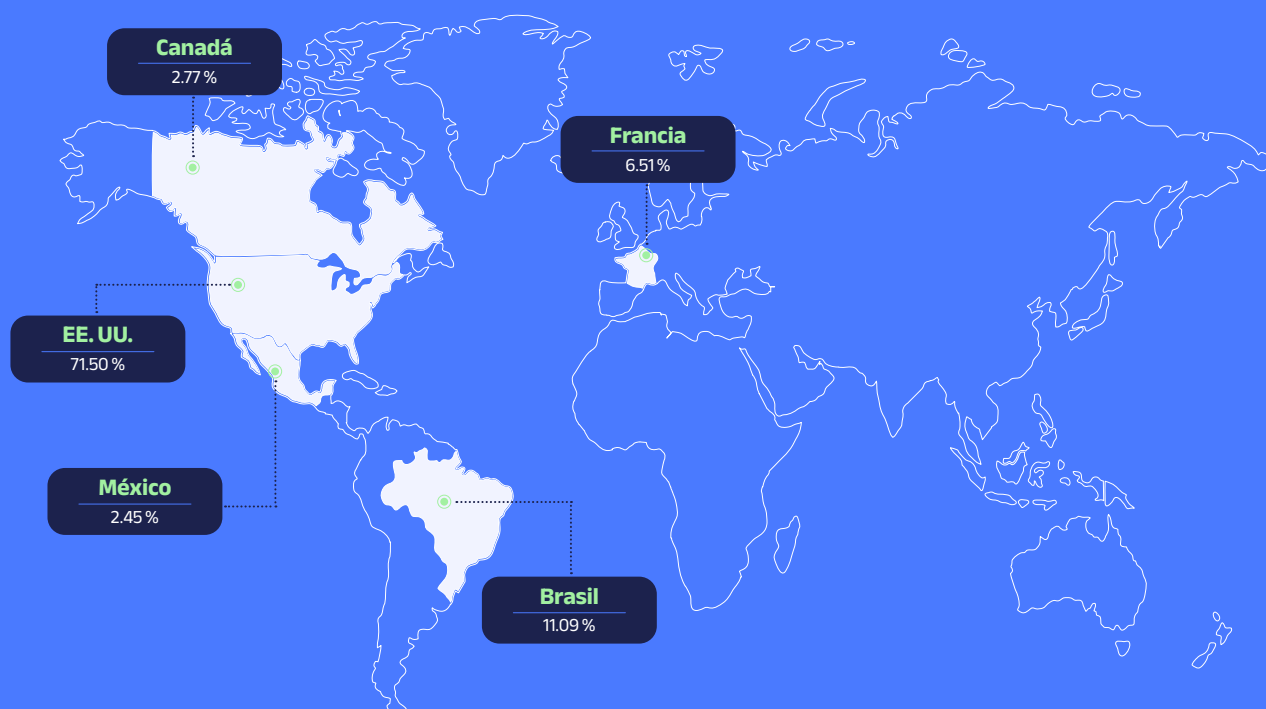 Canadá
2.77 %
Francia
6.51 %
EE. UU.
71.50 %
México
2.45 %
Brasil
11.09 %